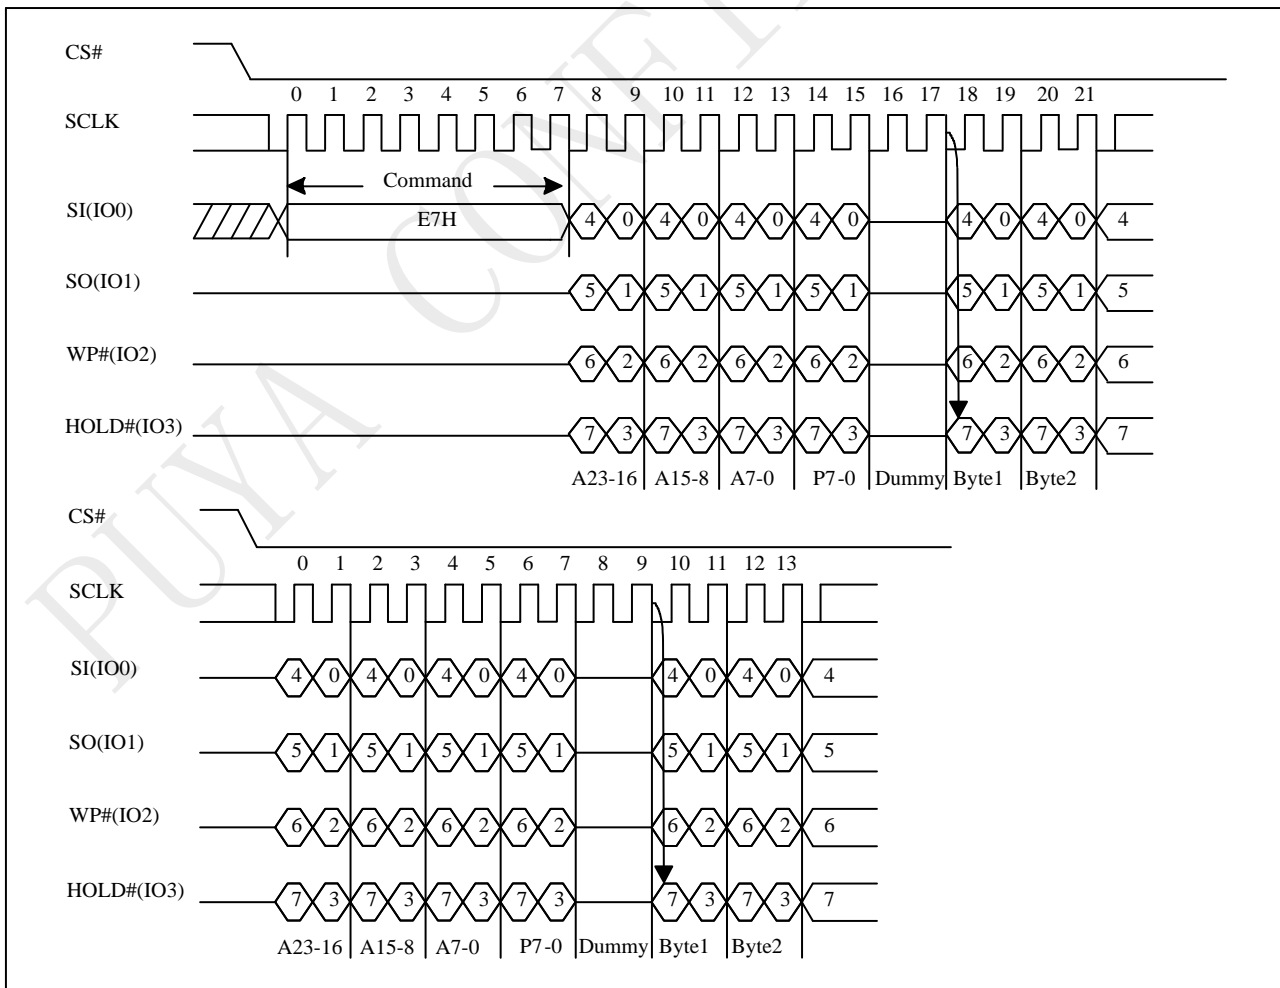 PUYA CONF
CS#
0 1 2 3 4 5 6 7 8 9 10 11 12 13 14 15 16 17 18 19 20 21
SCLK
Command
SI(IO0) E7H 4 0 4 0 4 0 4 0 4 0 4 0 4
SO(IO1) 5 1 5 1 5 1 5 1 5 1 5 1 5
WP#(IO2) 6 2 6 2 6 2 6 2 6 2 6 2 6
HOLD#(IO3) 7 3 7 3 7 3 7 3 7 3 7 3 7
A23-16 A15-8 A7-0 P7-0 Dummy Byte1 Byte2
CS#
0 1 2 3 4 5 6 7 8 9 10 11 12 13
SCLK
SI(IO0) 4 0 4 0 4 0 4 0 4 0 4 0 4
SO(IO1) 5 1 5 1 5 1 5 1 5 1 5 1 5
WP#(IO2) 6 2 6 2 6 2 6 2 6 2 6 2 6
HOLD#(IO3) 7 3 7 3 7 3 7 3 7 3 7 3 7
A23-16 A15-8 A7-0 P7-0 Dummy Byte1 Byte2